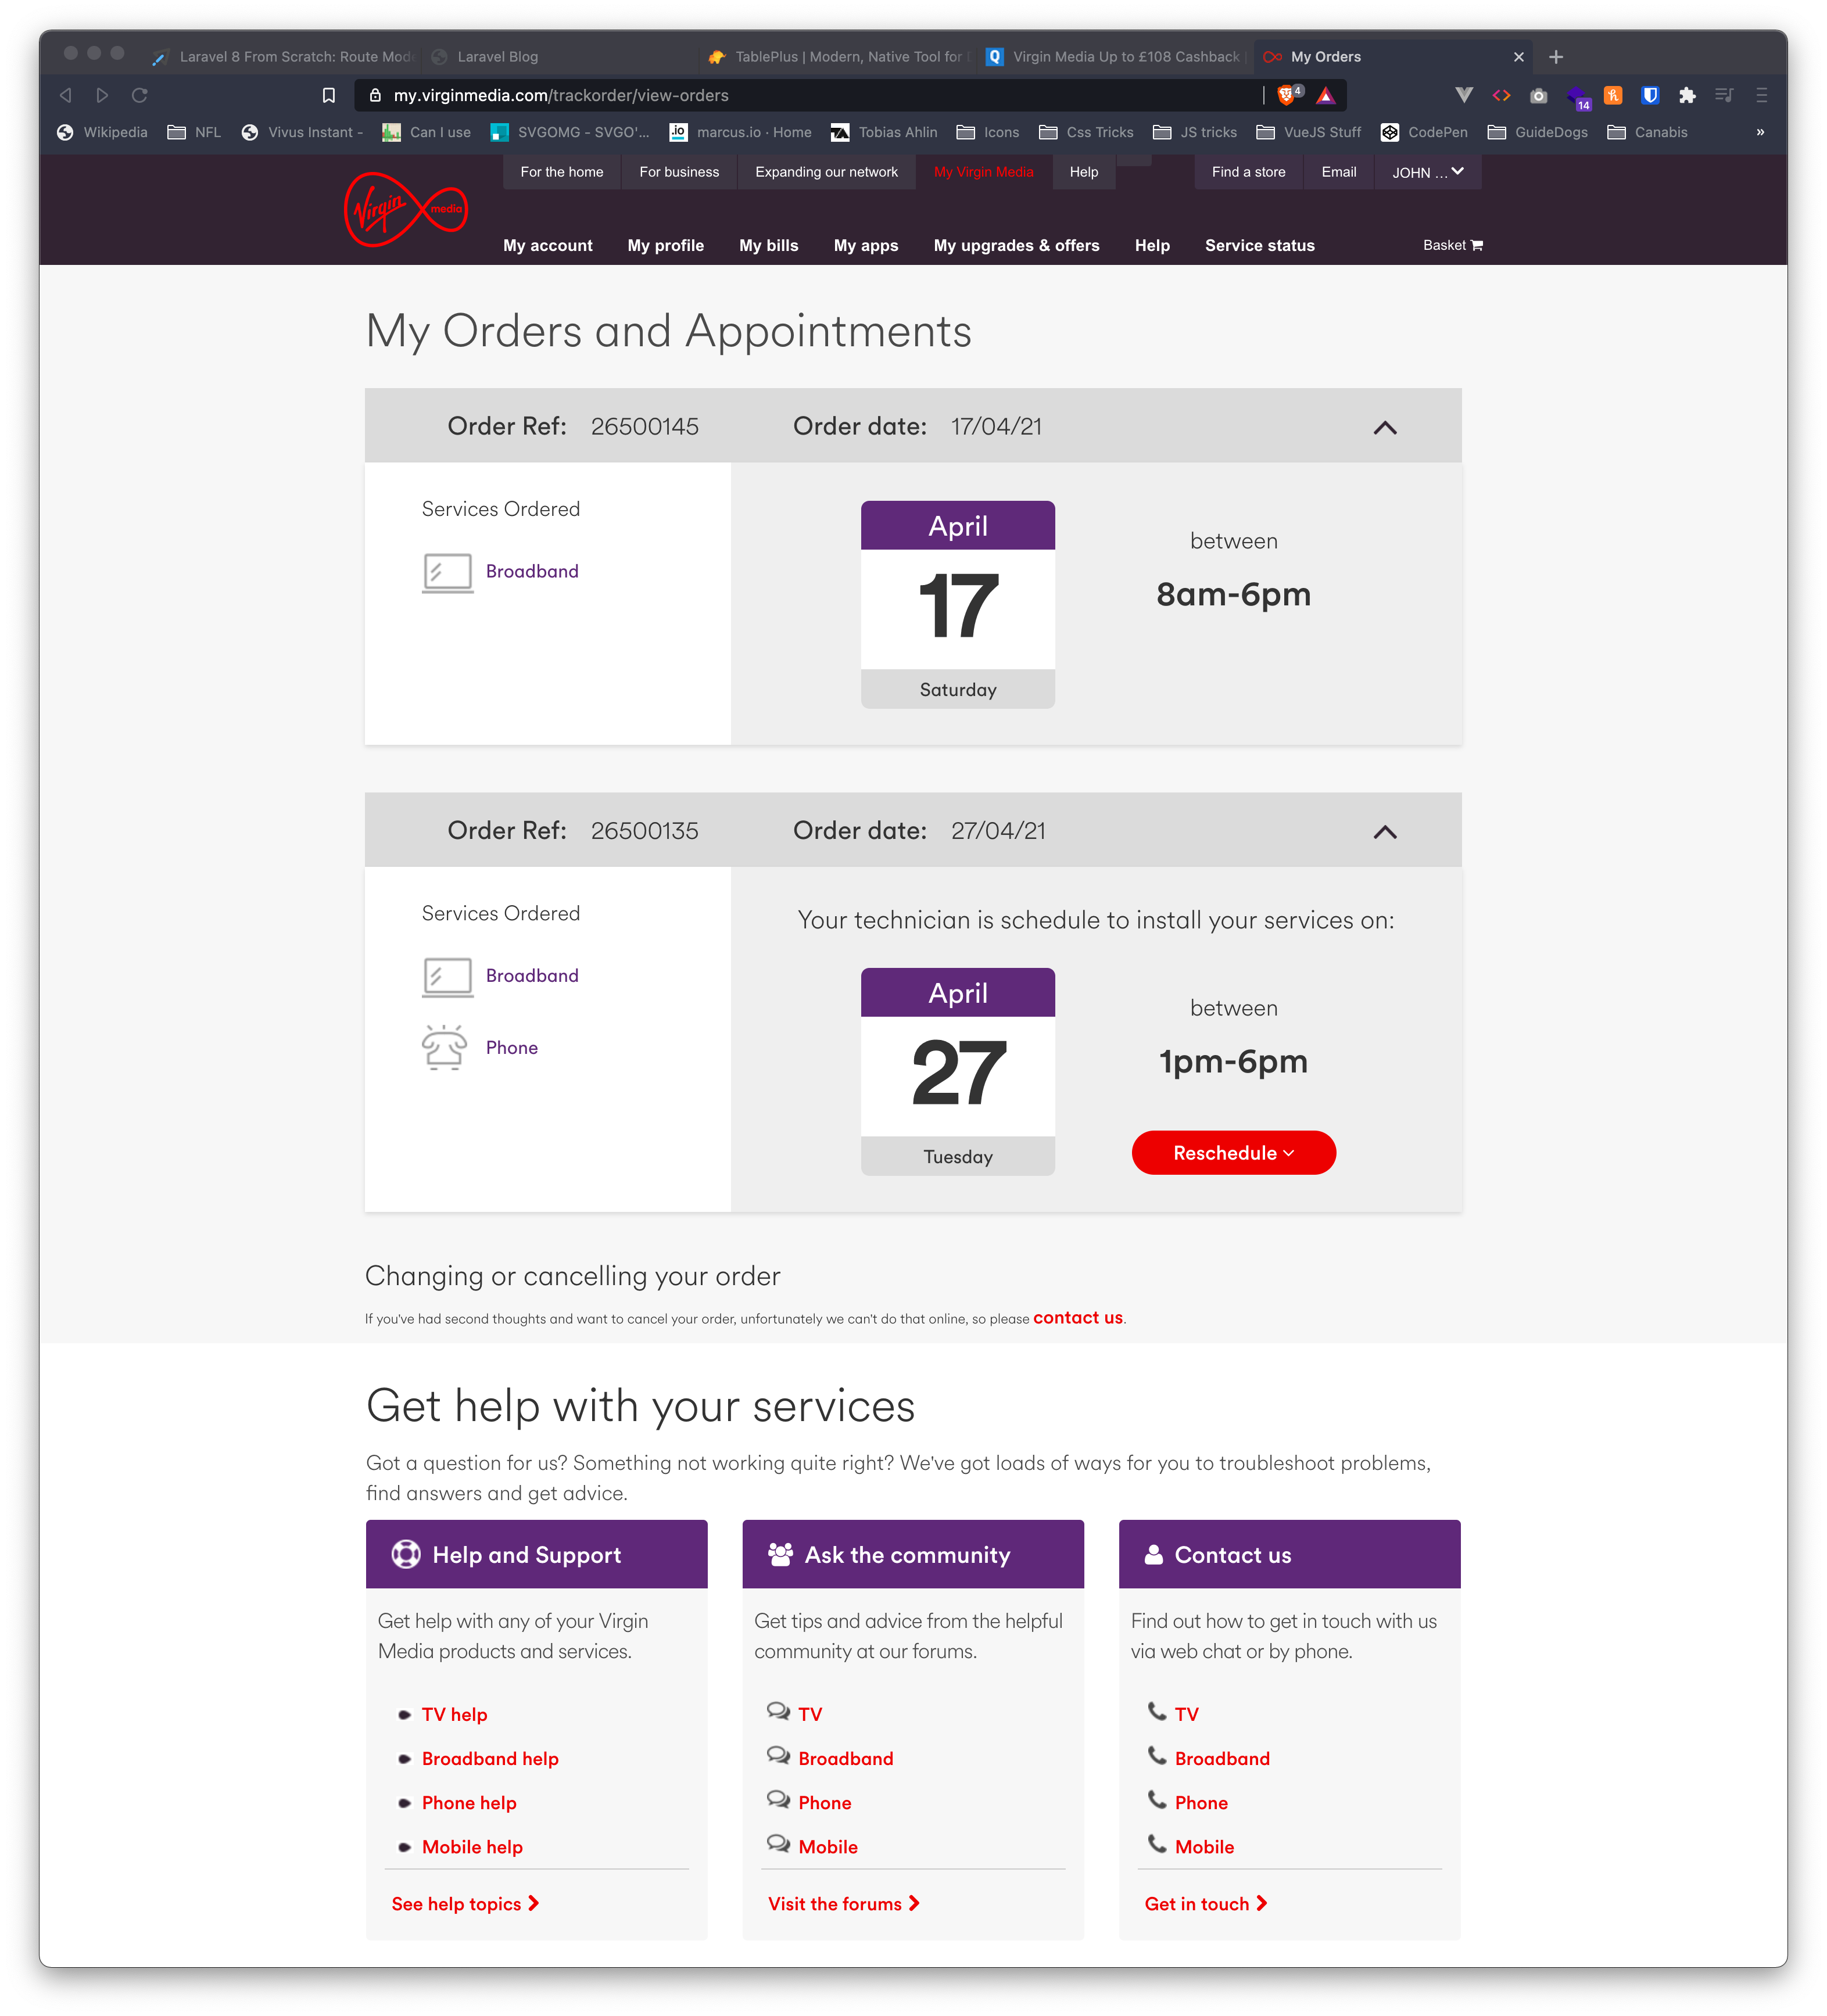 Laravel 8 From Scratch: Route Mode
Laravel Blog
TablePlus | Modern, Native Tool for
Virgin Media Up to £108 Cashback
My Orders
my.virginmedia.com/trackorder/view-orders
4
14
Wikipedia
NFL
Vivus Instant -
Can I use
SVGOMG - SVGO'...
.io
marcus.io · Home
Tobias Ahlin
Icons
Css Tricks
JS tricks
VueJS Stuff
CodePen
GuideDogs
Canabis
»
For the home
For business
Expanding our network
My Virgin Media
Help
Find a store
Email
JOHN ...
Virgin media
My account
My profile
My bills
My apps
My upgrades & offers
Help
Service status
Basket
My Orders and Appointments
Order Ref: 26500145 Order date: 17/04/21
Services Ordered
Broadband
April
17
Saturday
between
8am-6pm
Order Ref: 26500135 Order date: 27/04/21
Services Ordered
Broadband
Phone
Your technician is schedule to install your services on:
April
27
Tuesday
between
1pm-6pm
Reschedule
Changing or cancelling your order
If you've had second thoughts and want to cancel your order, unfortunately we can't do that online, so please contact us.
Get help with your services
Got a question for us? Something not working quite right? We've got loads of ways for you to troubleshoot problems,
find answers and get advice.
Help and Support
Get help with any of your Virgin
Media products and services.
TV help
Broadband help
Phone help
Mobile help
See help topics
Ask the community
Get tips and advice from the helpful
community at our forums.
TV
Broadband
Phone
Mobile
Visit the forums
Contact us
Find out how to get in touch with us
via web chat or by phone.
TV
Broadband
Phone
Mobile
Get in touch